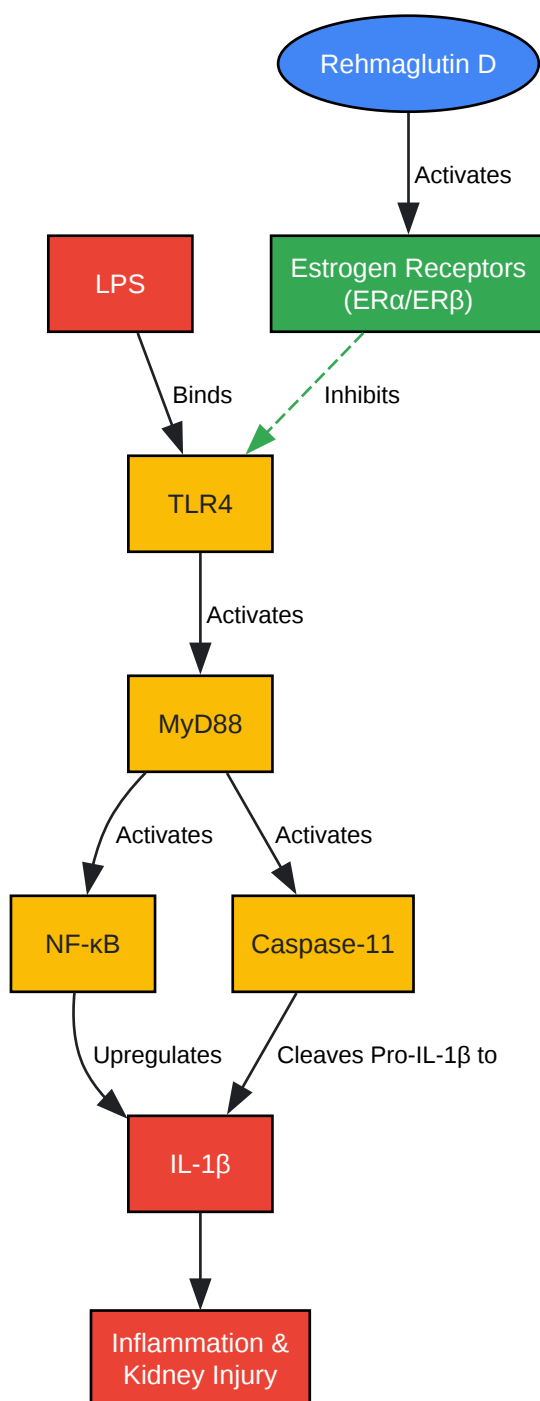 Rehmaglutin D
Activates
LPS
Estrogen Receptors
(ERα/ERβ)
Binds
Inhibits
TLR4
Activates
MyD88
Activates
Activates
NF-κB
Caspase-11
Upregulates
Cleaves Pro-IL-1β to
IL-1β
Inflammation &
Kidney Injury